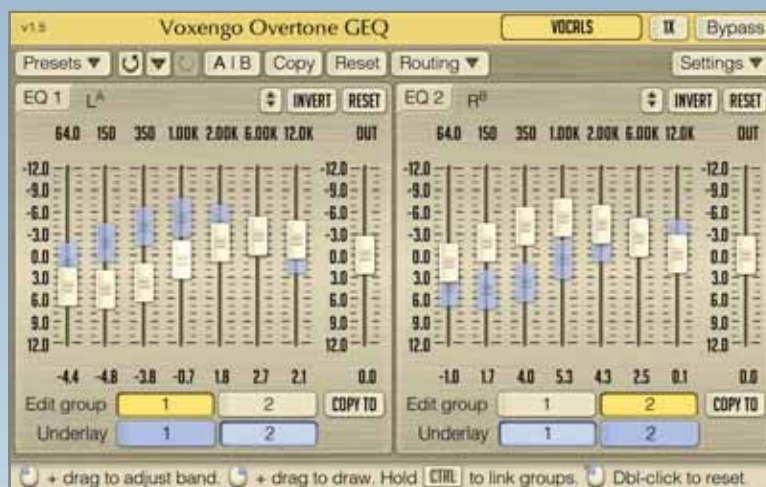 v1.5 Voxengo Overtone GEQ VOCRLS 1X Bypass
Presets ▼ ▼ A | B Copy Reset Routing ▼ Settings ▼
EQ 1 LA INVERT RESET EQ 2 RB INVERT RESET
64.0 150 350 1.00K 2.00K 6.00K 12.0K OUT 64.0 150 350 1.00K 2.00K 6.00K 12.0K OUT
-12.0 -12.0 -12.0 -12.0
-9.0 -9.0 -9.0 -9.0
-6.0 -6.0 -6.0 -6.0
-3.0 -3.0 -3.0 -3.0
0.0 0.0 0.0 0.0
3.0 3.0 3.0 3.0
6.0 6.0 6.0 6.0
9.0 9.0 9.0 9.0
12.0 12.0 12.0 12.0
-4.4 -4.8 -3.8 -0.7 1.8 2.7 2.1 0.0 -1.0 1.7 4.0 5.3 4.3 2.5 0.1 0.0
Edit group 1 2 COPY TO Edit group 1 2 COPY TO
Underlay 1 2 Underlay 1 2
+ drag to adjust band. + drag to draw. Hold CTRL to link groups. Dbl-click to reset